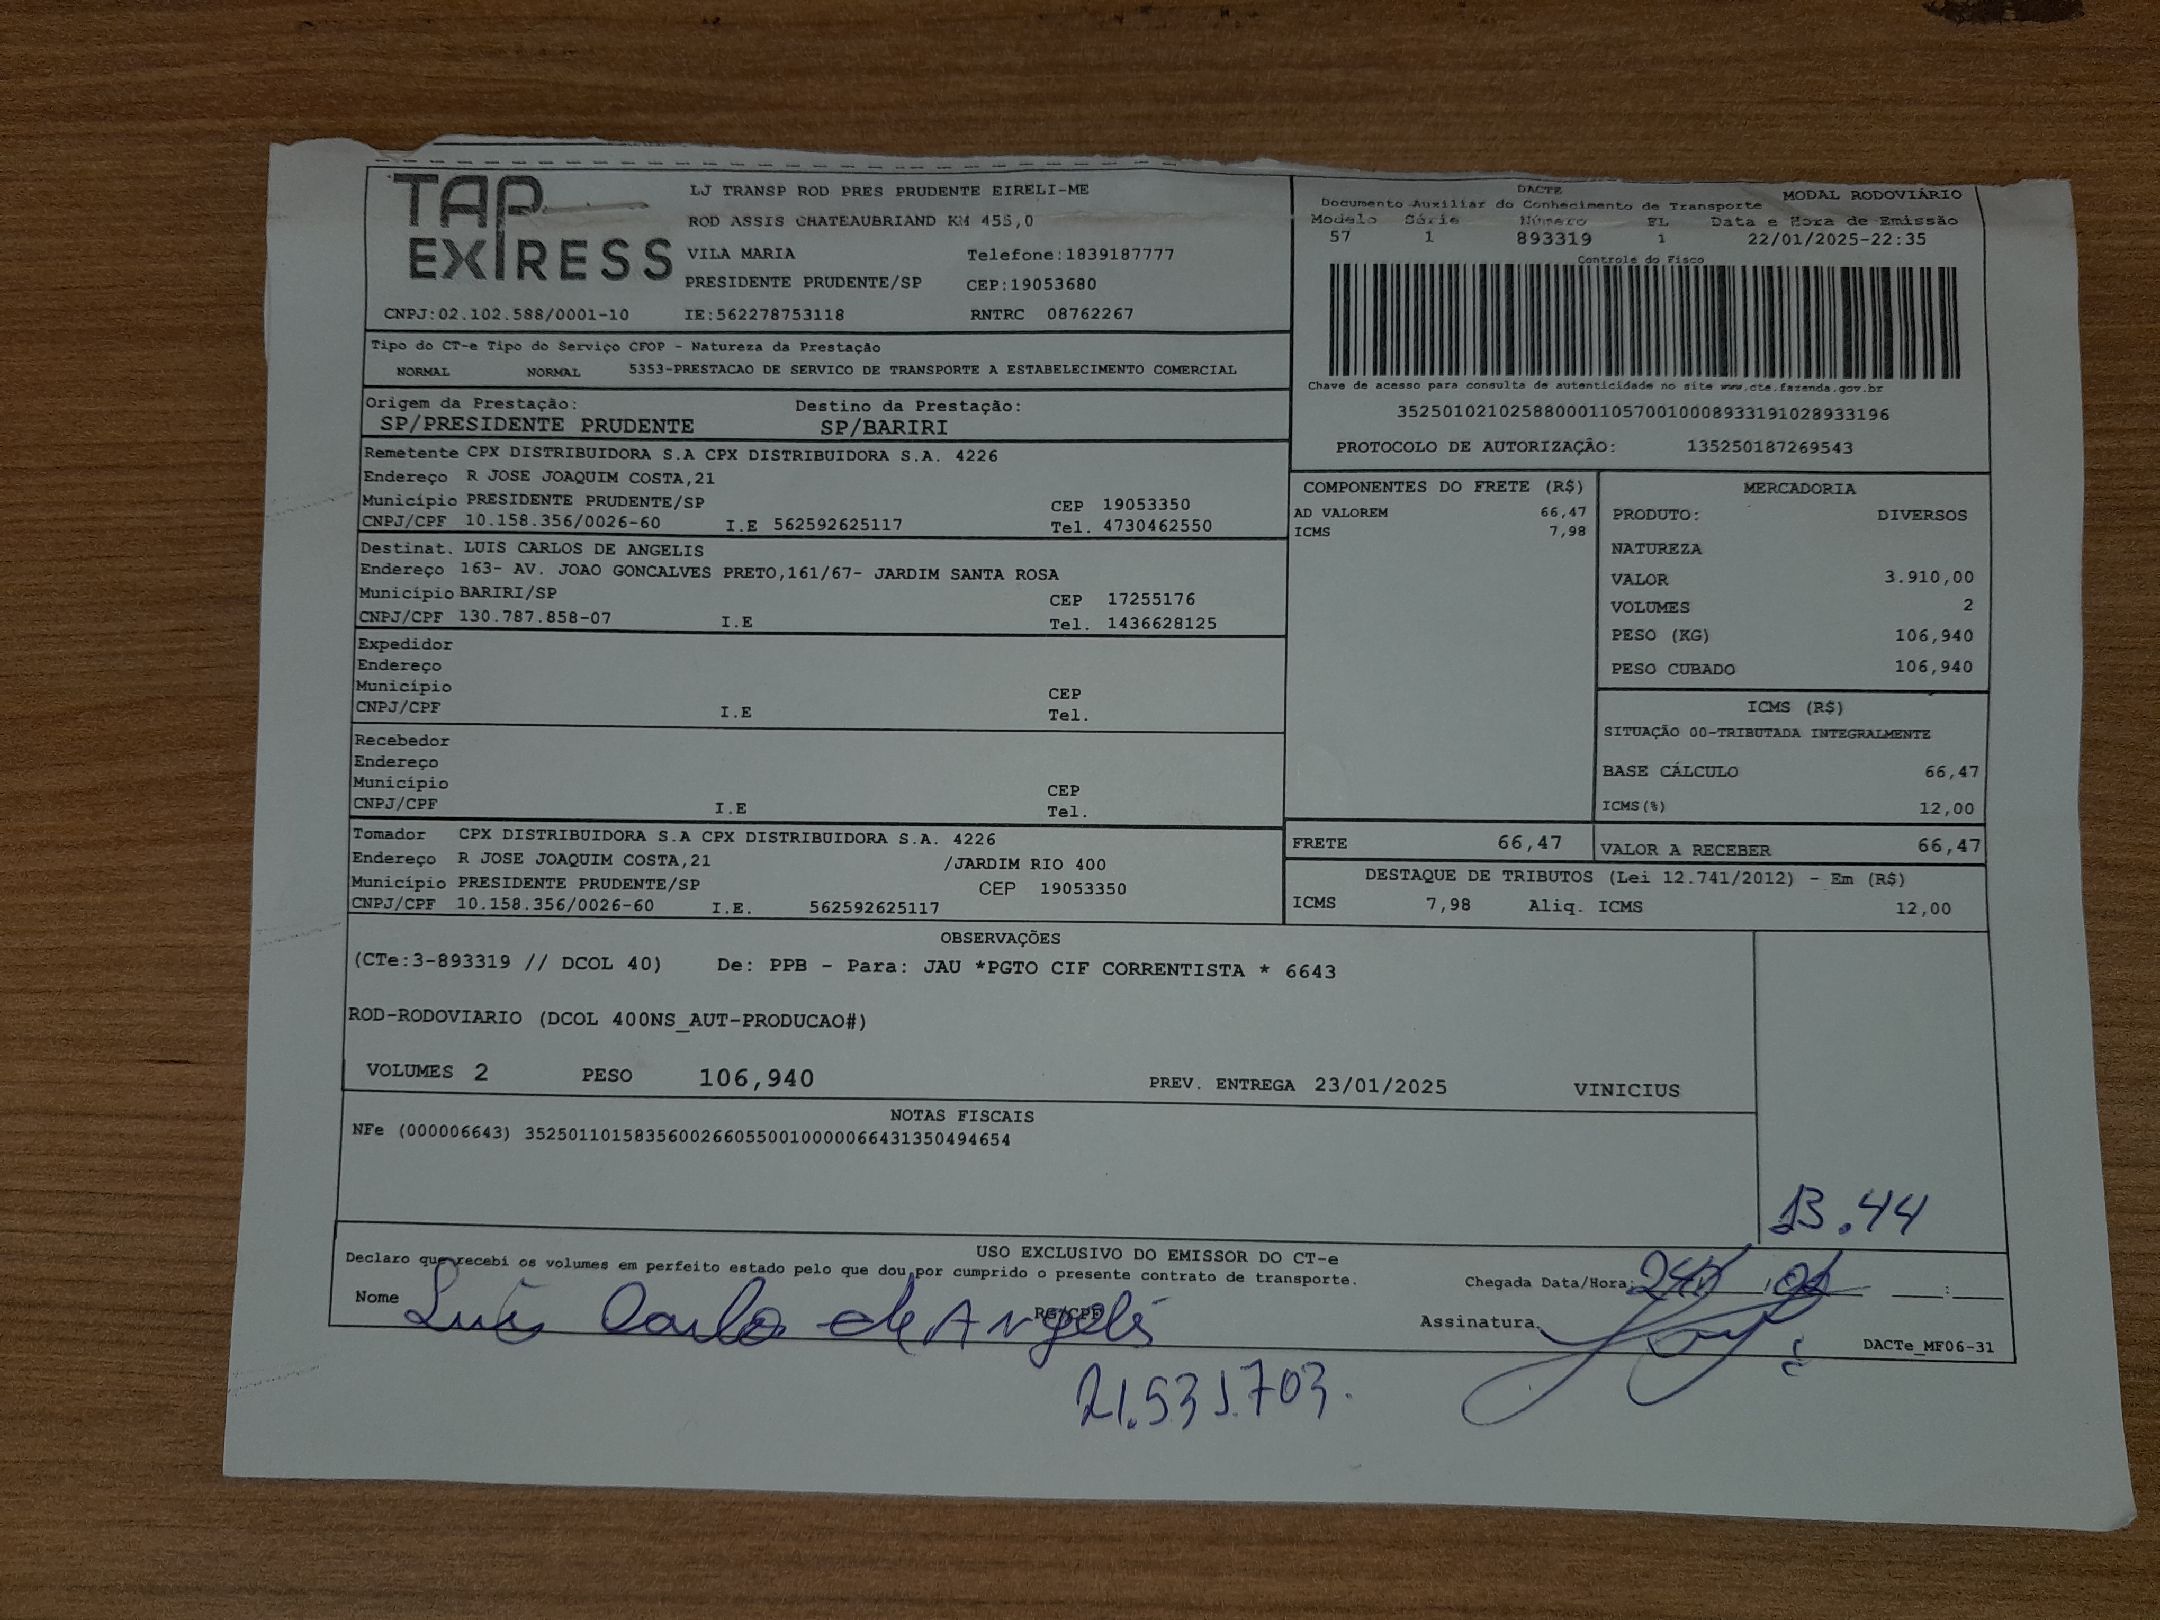 TAP EXPRESS
LJ TRANSP ROD PRES PRUDENTE EIRELI-ME
ROD ASSIS CHATEAUBRIAND KM 455,0
VILA MARIA Telefone:1839187777
PRESIDENTE PRUDENTE/SP CEP:19053680
CNPJ:02.102.588/0001-10 IE:562278753118 RNTRC 08762267
DACTE MODAL RODOVIÁRIO
Documento Auxiliar do Conhecimento de Transporte
Modelo Série Número FL Data e Hora de Emissão
57 1 893319 1 22/01/2025-22:35
Controle do Fisco
Chave de acesso para consulta de autenticidade no site www.cte.fazenda.gov.br
35250102102588000110570010008933191028933196
PROTOCOLO DE AUTORIZAÇÃO: 135250187269543
Tipo do CT-e Tipo do Serviço CFOP - Natureza da Prestação
NORMAL NORMAL 5353-PRESTACAO DE SERVICO DE TRANSPORTE A ESTABELECIMENTO COMERCIAL
Origem da Prestação: Destino da Prestação:
SP/PRESIDENTE PRUDENTE SP/BARIRI
Remetente CPX DISTRIBUIDORA S.A CPX DISTRIBUIDORA S.A. 4226
Endereço R JOSE JOAQUIM COSTA,21
Município PRESIDENTE PRUDENTE/SP CEP 19053350
CNPJ/CPF 10.158.356/0026-60 I.E 562592625117 Tel. 4730462550
Destinat. LUIS CARLOS DE ANGELIS
Endereço 163- AV. JOAO GONCALVES PRETO,161/67- JARDIM SANTA ROSA
Município BARIRI/SP CEP 17255176
CNPJ/CPF 130.787.858-07 I.E Tel. 1436628125
Expedidor
Endereço
Município CEP
CNPJ/CPF I.E Tel.
Recebedor
Endereço
Município CEP
CNPJ/CPF I.E Tel.
Tomador CPX DISTRIBUIDORA S.A CPX DISTRIBUIDORA S.A. 4226
Endereço R JOSE JOAQUIM COSTA,21 /JARDIM RIO 400
Município PRESIDENTE PRUDENTE/SP CEP 19053350
CNPJ/CPF 10.158.356/0026-60 I.E. 562592625117
COMPONENTES DO FRETE (R$)
AD VALOREM 66,47
ICMS 7,98
FRETE 66,47
MERCADORIA
PRODUTO: DIVERSOS
NATUREZA
VALOR 3.910,00
VOLUMES 2
PESO (KG) 106,940
PESO CUBADO 106,940
ICMS (R$)
SITUAÇÃO 00-TRIBUTADA INTEGRALMENTE
BASE CÁLCULO 66,47
ICMS(%) 12,00
VALOR A RECEBER 66,47
DESTAQUE DE TRIBUTOS (Lei 12.741/2012) - Em (R$)
ICMS 7,98 Aliq. ICMS 12,00
OBSERVAÇÕES
(CTe:3-893319 // DCOL 40) De: PPB - Para: JAU *PGTO CIF CORRENTISTA * 6643
ROD-RODOVIARIO (DCOL 400NS_AUT-PRODUCAO#)
VOLUMES 2 PESO 106,940 PREV. ENTREGA 23/01/2025 VINICIUS
NOTAS FISCAIS
NFe (000006643) 35250110158356002660550010000066431350494654
13.44
USO EXCLUSIVO DO EMISSOR DO CT-e
Declaro que recebi os volumes em perfeito estado pelo que dou por cumprido o presente contrato de transporte.
Chegada Data/Hora:
Nome Luis Carlo de Angelis RG/CPF Assinatura
DACTe_MF06-31
21.531.703.